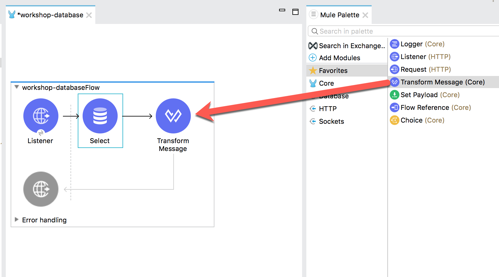 *workshop-database
workshop-databaseFlow
Listener
Select
Transform
Message
Error handling
Mule Palette
Search in palette
Search in Exchange..
Add Modules
Favorites
Core
Database
HTTP
Sockets
Logger (Core)
Listener (HTTP)
Request (HTTP)
Transform Message (Core)
Set Payload (Core)
Flow Reference (Core)
Choice (Core)